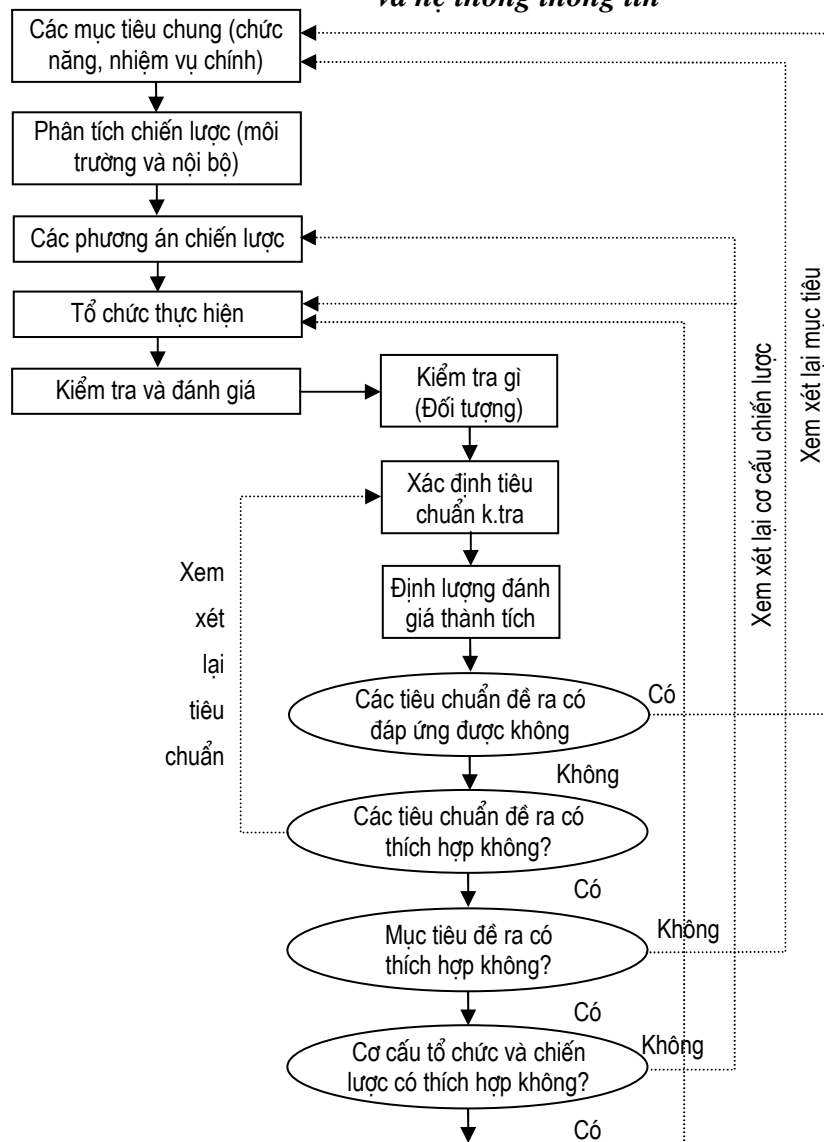 và hệ thống thông tin
Các mục tiêu chung (chức
năng, nhiệm vụ chính)
Phân tích chiến lược (môi
trường và nội bộ)
Các phương án chiến lược
Tổ chức thực hiện
Kiểm tra và đánh giá
Kiểm tra gì
(Đối tượng)
Xác định tiêu
chuẩn k.tra
Định lượng đánh
giá thành tích
Xem
xét
lại
tiêu
chuẩn
Xem xét lại cơ cấu chiến lược
Xem xét lại mục tiêu
Các tiêu chuẩn đề ra có
đáp ứng được không
Có
Không
Các tiêu chuẩn đề ra có
thích hợp không?
Có
Mục tiêu đề ra có
thích hợp không?
Không
Có
Cơ cấu tổ chức và chiến
lược có thích hợp không?
Không
Có